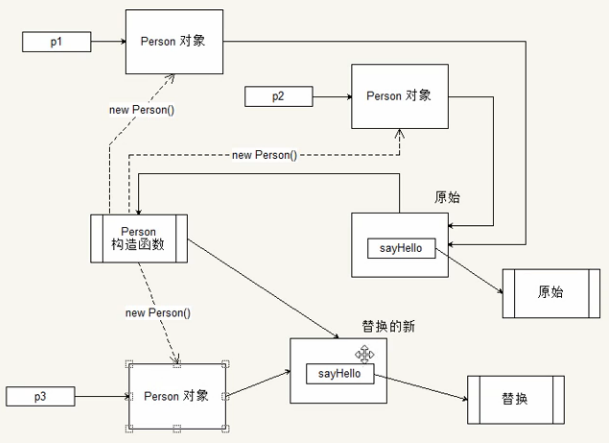 p1
Person 对象
new Person()
p2
Person 对象
new Person()
原始
Person
构造函数
sayHello
原始
new Person()
替换的新
sayHello
p3
Person 对象
替换